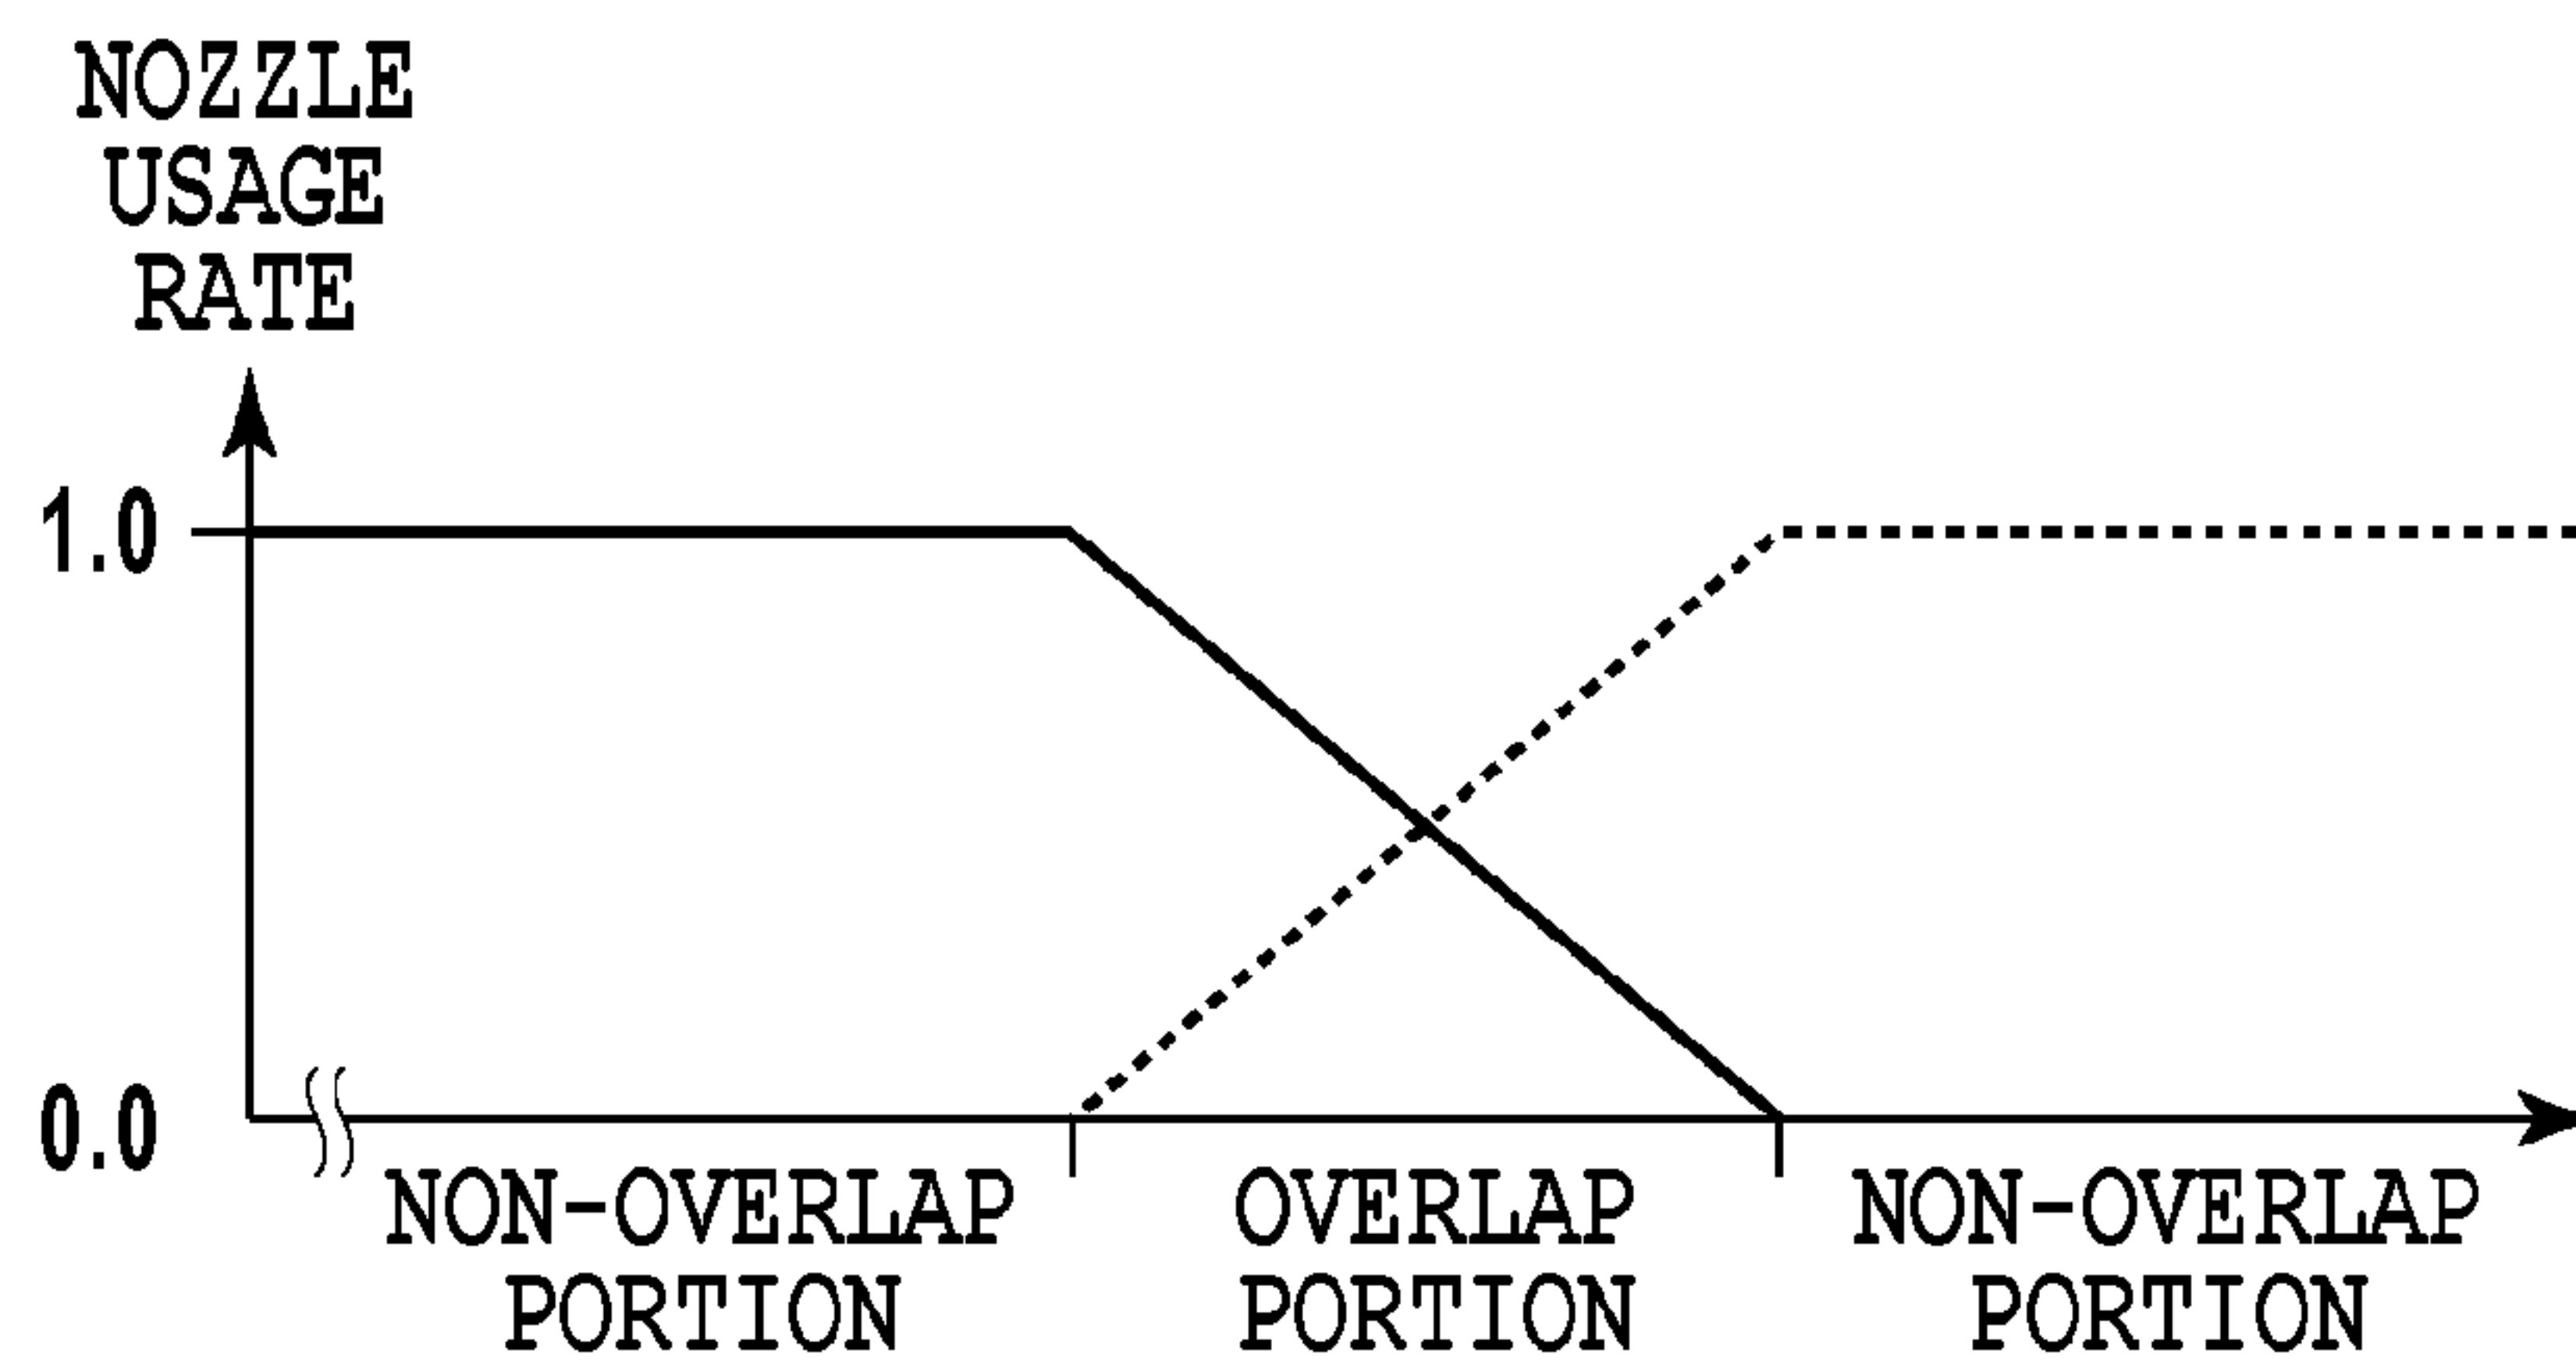 NOZZLE
USAGE
RATE
1.0
0.0
NON-OVERLAP
PORTION
OVERLAP
PORTION
NON-OVERLAP
PORTION